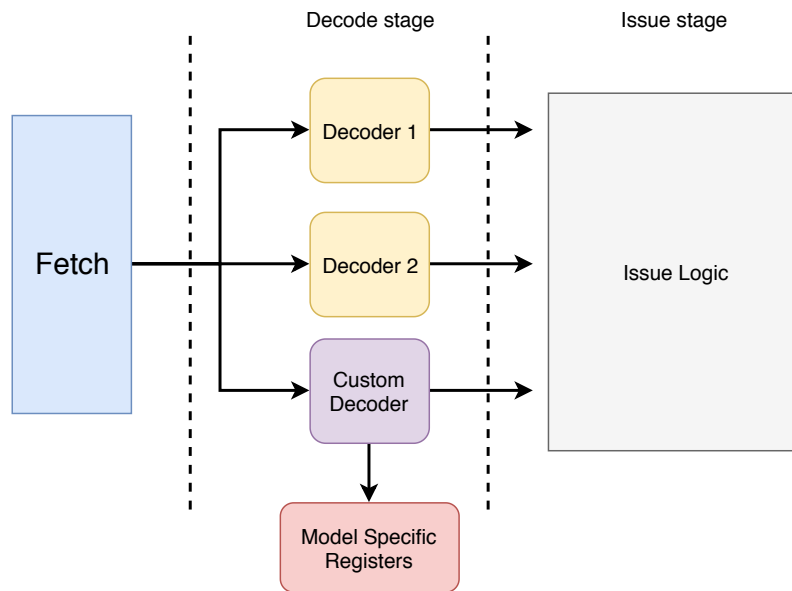 Decode stage
Issue stage
Decoder 1
Fetch
Decoder 2
Issue Logic
Custom
Decoder
Model Specific
Registers